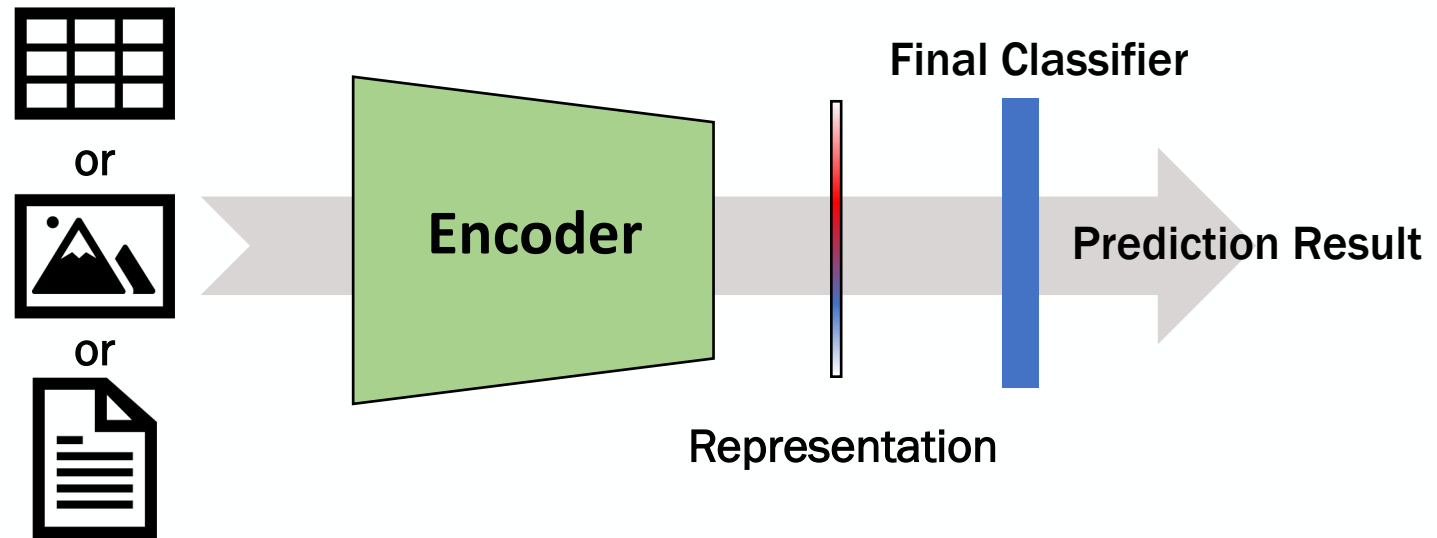 or
or
Encoder
Representation
Final Classifier
Prediction Result